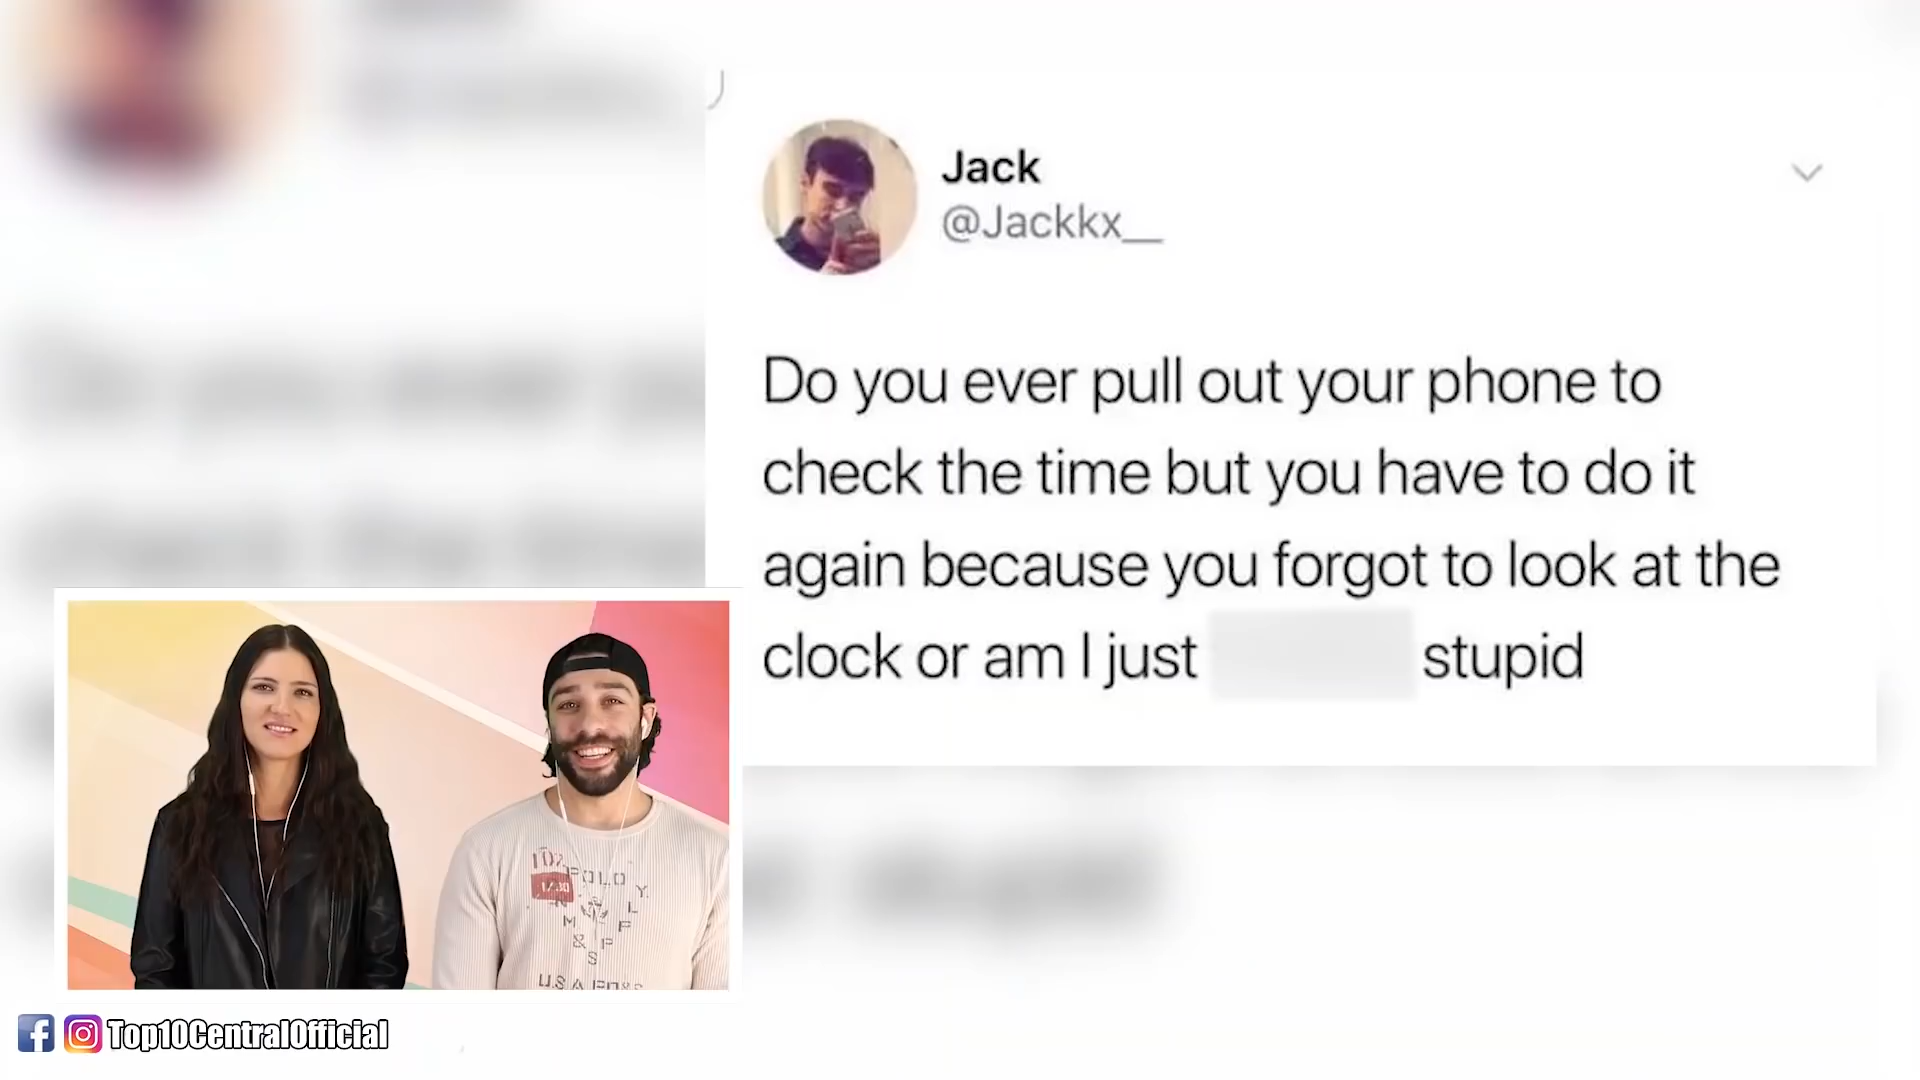 Jack
@Jackkx__
Do you ever pull out your phone to
check the time but you have to do it
again because you forgot to look at the
clock or am I just stupid
POLO
U.S.A
Top10CentralOfficial